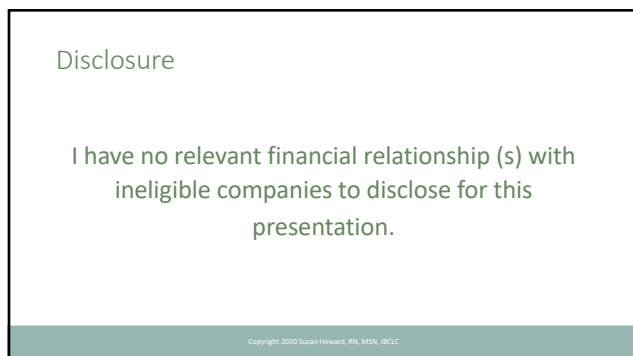 Disclosure
I have no relevant financial relationship (s) with
ineligible companies to disclose for this
presentation.
Copyright 2020 Susan Howard, RN, MSN, IBCLC